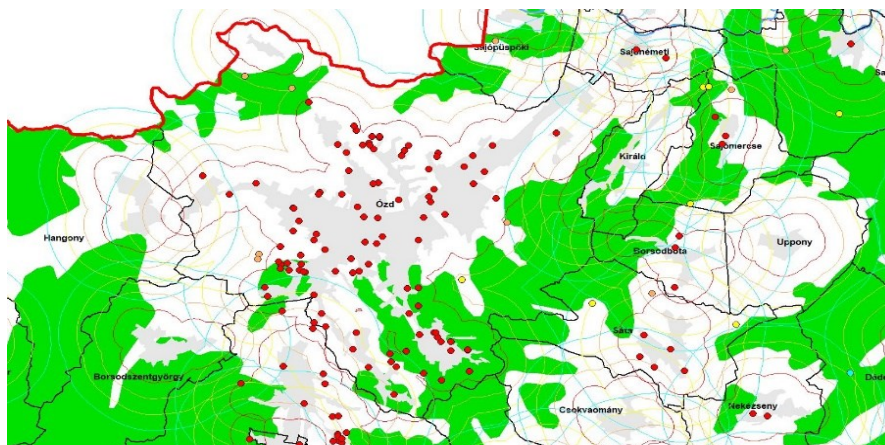 Sajópüspöki
Sajónémeti
Királd
Sajómercse
Ózd
Hangony
Borsodbóta
Uppony
Sáta
Borsodszentgyörgy
Csokvaomány
Nekézseny